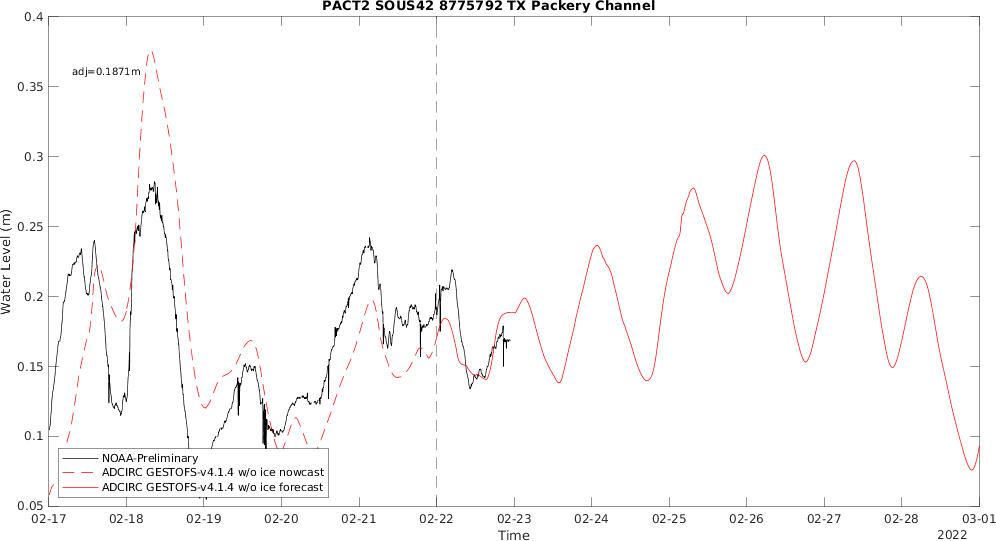 PACT2 SOUS42 8775792 TX Packery Channel
0.4
adj=0.1871m
0.35
0.3
0.25
0.2
0.15
0.1
0.05
Water Level (m)
NOAA-Preliminary
ADCIRC GESTOFS-v4.1.4 w/o ice nowcast
ADCIRC GESTOFS-v4.1.4 w/o ice forecast
02-17 02-18 02-19 02-20 02-21 02-22 02-23 02-24 02-25 02-26 02-27 02-28 03-01
Time
2022